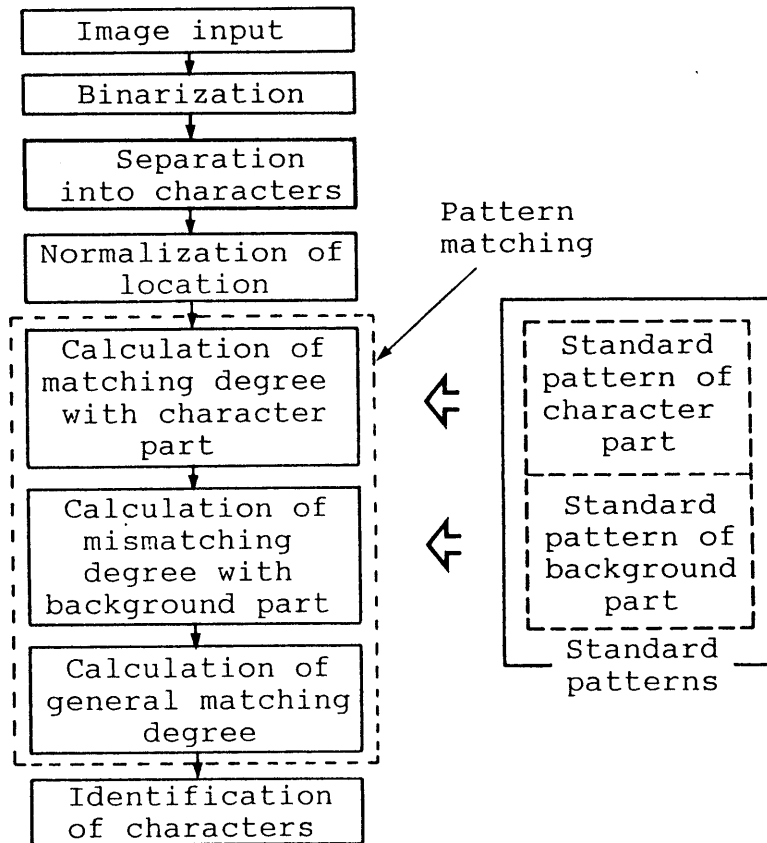 Image input
Binarization
Separation
into characters
Normalization of
location
Pattern
matching
Calculation of
matching degree
with character
part
Standard
pattern of
character
part
Calculation of
mismatching
degree with
background part
Standard
pattern of
background
part
Calculation of
general matching
degree
Standard
patterns
Identification
of characters